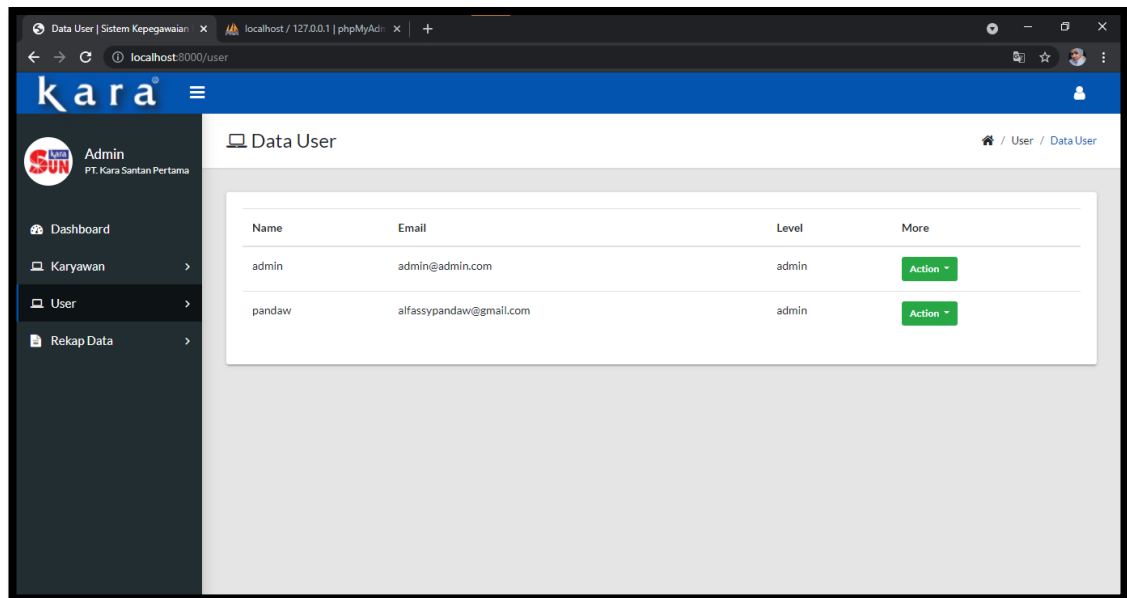 Data User | Sistem Kepegawaian
localhost / 127.0.0.1 | phpMyAdm
localhost:8000/user
kara
Data User
/ User / Data User
kara
SUN
Admin
PT. Kara Santan Pertama
Dashboard
Karyawan
User
Rekap Data
Name Email Level More
admin admin@admin.com admin Action
pandaw alfassypandaw@gmail.com admin Action